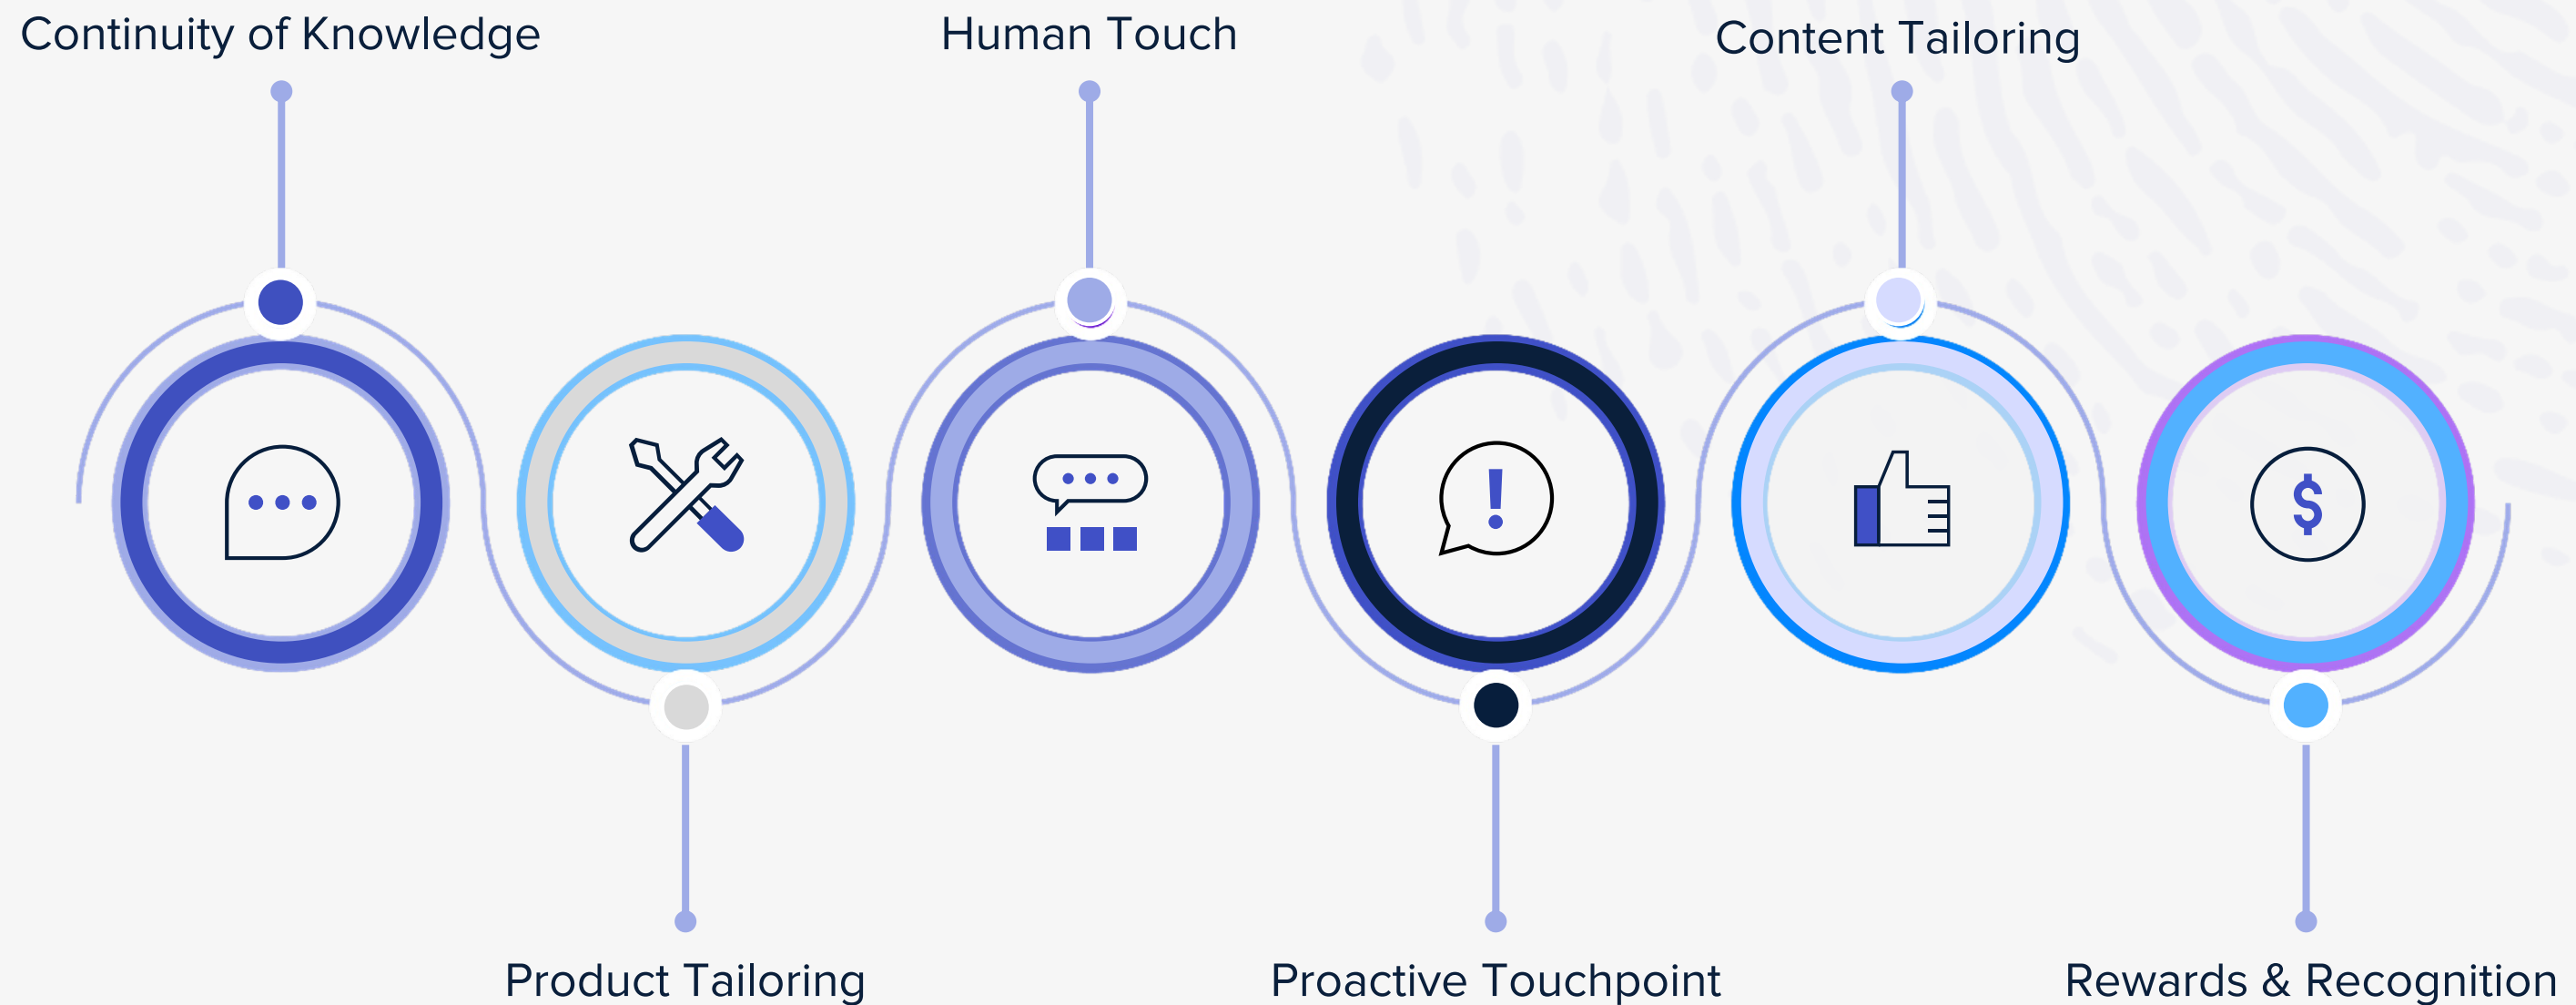 Continuity of Knowledge
Human Touch
Content Tailoring
!
$
Product Tailoring
Proactive Touchpoint
Rewards & Recognition